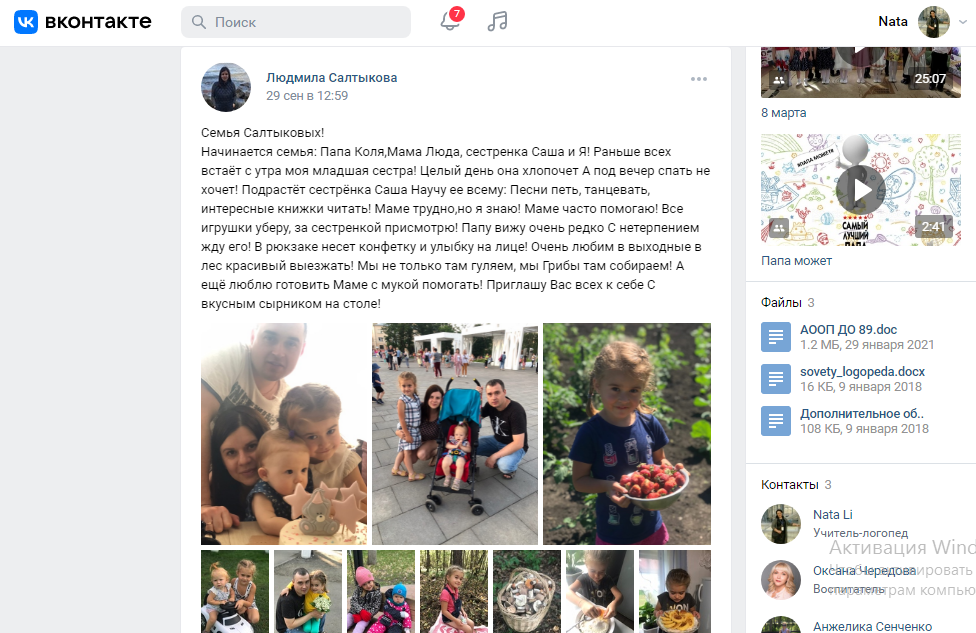 вконтакте
Поиск
7
Nata
Людмила Салтыкова
29 сен в 12:59
Семья Салтыковых!
Начинается семья: Папа Коля,Мама Люда, сестренка Саша и Я! Раньше всех
встаёт с утра моя младшая сестра! Целый день она хлопочет А под вечер спать не
хочет! Подрастёт сестрёнка Саша Научу ее всему: Песни петь, танцевать,
интересные книжки читать! Маме трудно,но я знаю! Маме часто помогаю! Все
игрушки уберу, за сестренкой присмотрю! Папу вижу очень редко С нетерпением
жду его! В рюкзаке несет конфетку и улыбку на лице! Очень любим в выходные в
лес красивый выезжать! Мы не только там гуляем, мы Грибы там собираем! А
ещё люблю готовить Маме с мукой помогать! Приглашу Вас всех к себе С
вкусным сырником на столе!
25:07
8 марта
ПАПА МОЖЕТ!
САМЫЙ
ЛУЧШИЙ
ПАПА
2:41
Папа может
Файлы 3
АООП ДО 89.doc
1.2 МБ, 29 января 2021
sovety_logopeda.docx
16 КБ, 9 января 2018
Дополнительное об..
108 КБ, 9 января 2018
Контакты 3
Nata Li
Учитель-логопед
Активация Wind
Оксана Чередова
Воспитатель
параметрам компью
Анжелика Сенченко